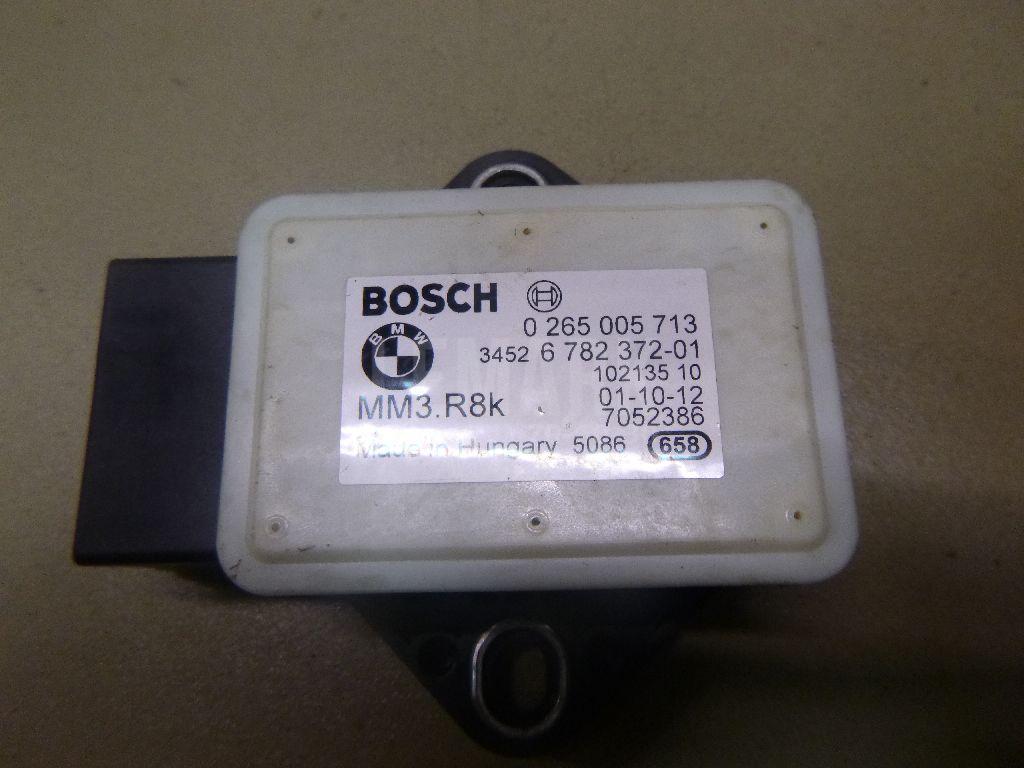 BOSCH
0 265 005 713
BMW
3452 6 782 372-01
102135 10
MM3.R8k
01-10-12
7052386
Made in Hungary 5086 658